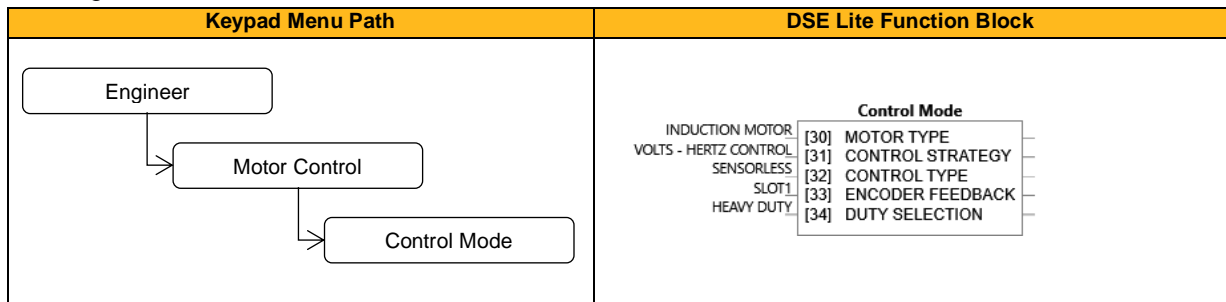 Keypad Menu Path
DSE Lite Function Block
Engineer
Motor Control
Control Mode
Control Mode
INDUCTION MOTOR [30] MOTOR TYPE
VOLTS - HERTZ CONTROL [31] CONTROL STRATEGY
SENSORLESS [32] CONTROL TYPE
SLOT1 [33] ENCODER FEEDBACK
HEAVY DUTY [34] DUTY SELECTION